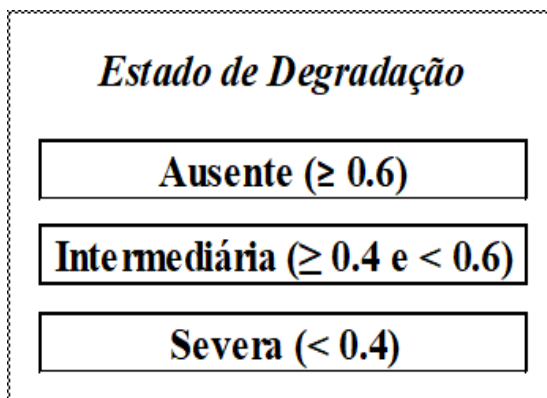 Estado de Degradação
Ausente (≥ 0.6)
Intermediária (≥ 0.4 e < 0.6)
Severa (< 0.4)